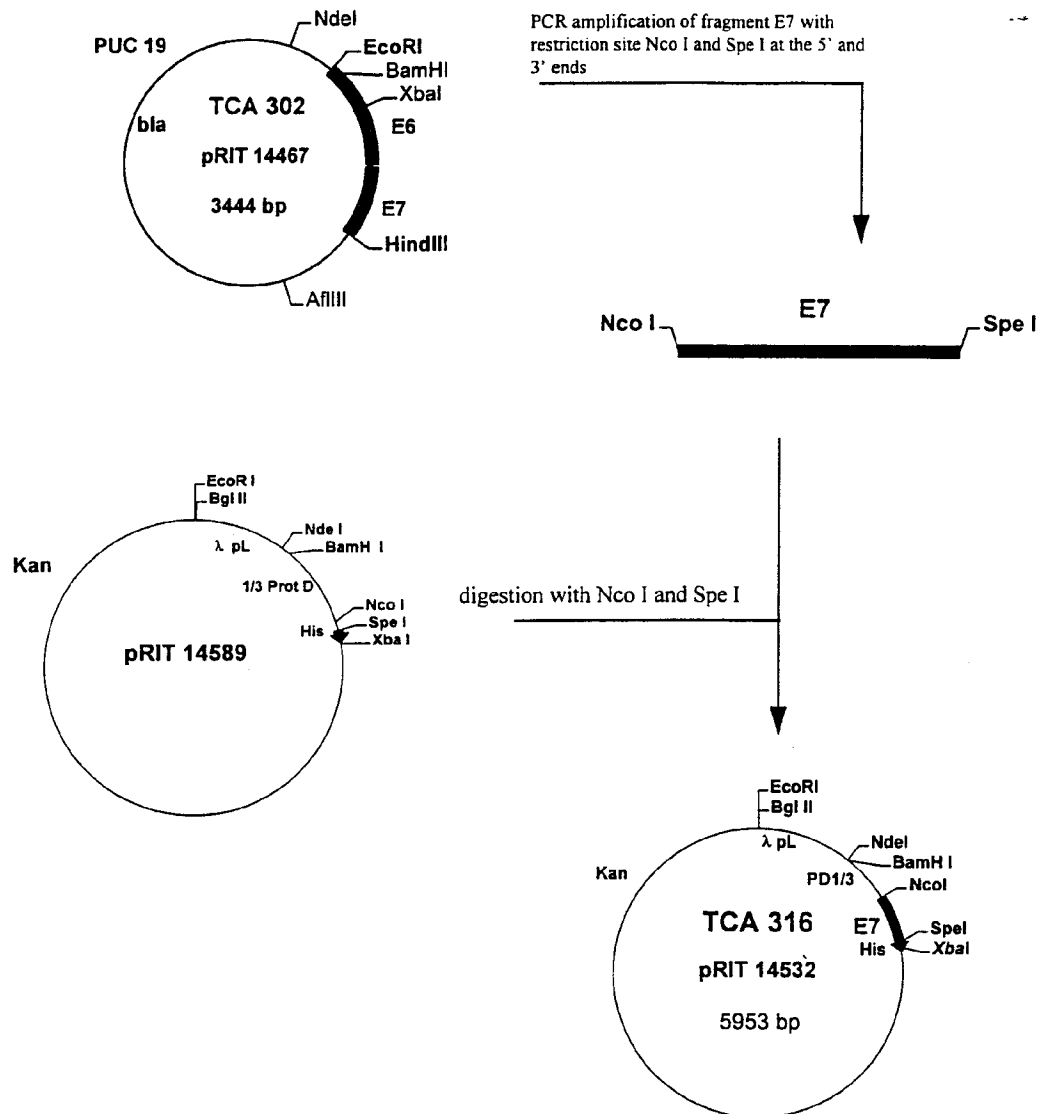 NdeI
PUC 19
EcoRI
BamHI
XbaI
TCA 302
bla
E6
pRIT 14467
3444 bp
E7
HindIII
AflIII
PCR amplification of fragment E7 with
restriction site Nco I and Spe I at the 5' and
3' ends
E7
Nco I
Spe I
EcoR I
Bgl II
Nde I
BamH I
λ pL
Kan
1/3 Prot D
Nco I
Spe I
His
Xba I
pRIT 14589
digestion with Nco I and Spe I
EcoRI
Bgl II
λ pL
NdeI
BamH I
Kan
PD1/3
NcoI
TCA 316
E7
SpeI
His
XbaI
pRIT 14532
5953 bp